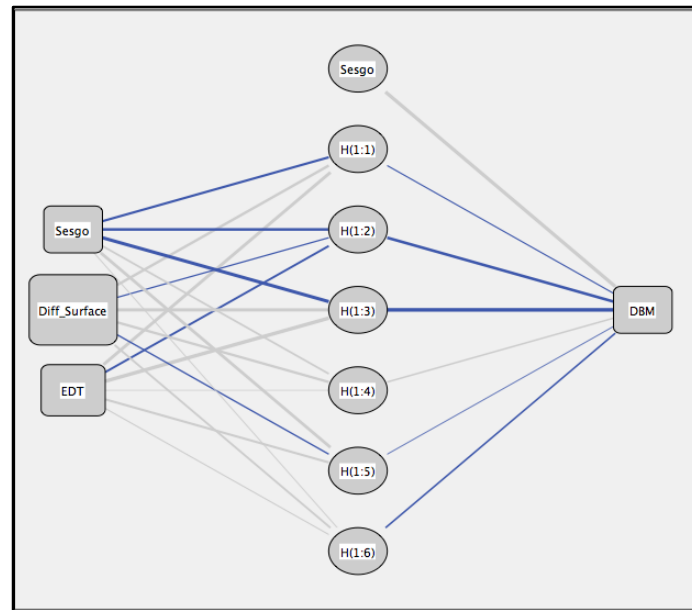 Sesgo
H(1:1)
Sesgo
H(1:2)
Diff_Surface
H(1:3)
DBM
EDT
H(1:4)
H(1:5)
H(1:6)